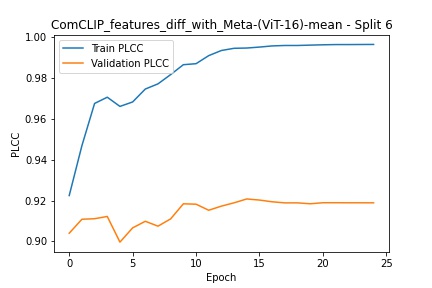 ComCLIP_features_diff_with_Meta-(ViT-16)-mean - Split 6
1.00
Train PLCC
Validation PLCC
0.98
0.96
PLCC
0.94
0.92
0.90
0 5 10 15 20 25
Epoch